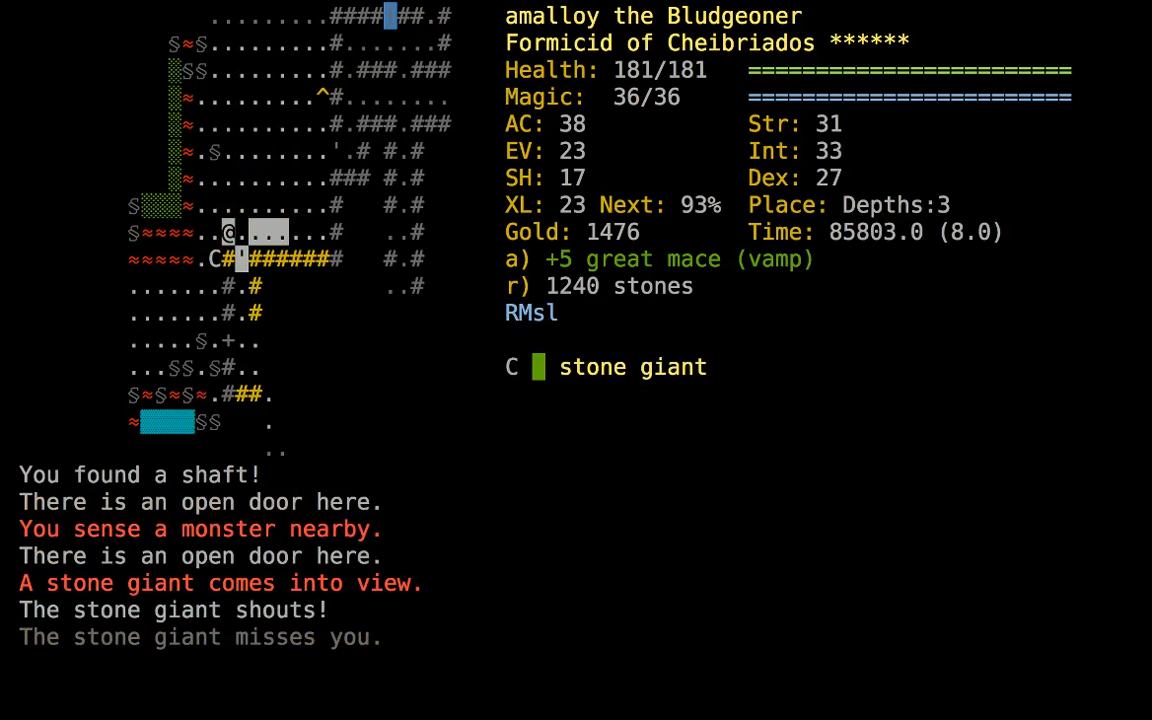 .........####█##.# amalloy the Bludgeoner
§≈§.........#.......# Formicid of Cheibriados ******
▒§§.........#.###.### Health: 181/181 ========================
▒≈.........^#........ Magic: 36/36 ========================
▒≈..........#.###.### AC: 38 Str: 31
▒≈.§........'.# #.# EV: 23 Int: 33
▒≈..........### #.# SH: 17 Dex: 27
§▒▒▒≈..........# #.# XL: 23 Next: 93% Place: Depths:3
§≈≈≈≈..@.......# ..# Gold: 1476 Time: 85803.0 (8.0)
≈≈≈≈≈.C#'####### #.# a) +5 great mace (vamp)
.......#.# ..# r) 1240 stones
.......#.# RMsl
.....§.+..
...§§.§#.. C █ stone giant
§≈§≈§≈.###.
≈████§§ .
..
You found a shaft!
There is an open door here.
You sense a monster nearby.
There is an open door here.
A stone giant comes into view.
The stone giant shouts!
The stone giant misses you.